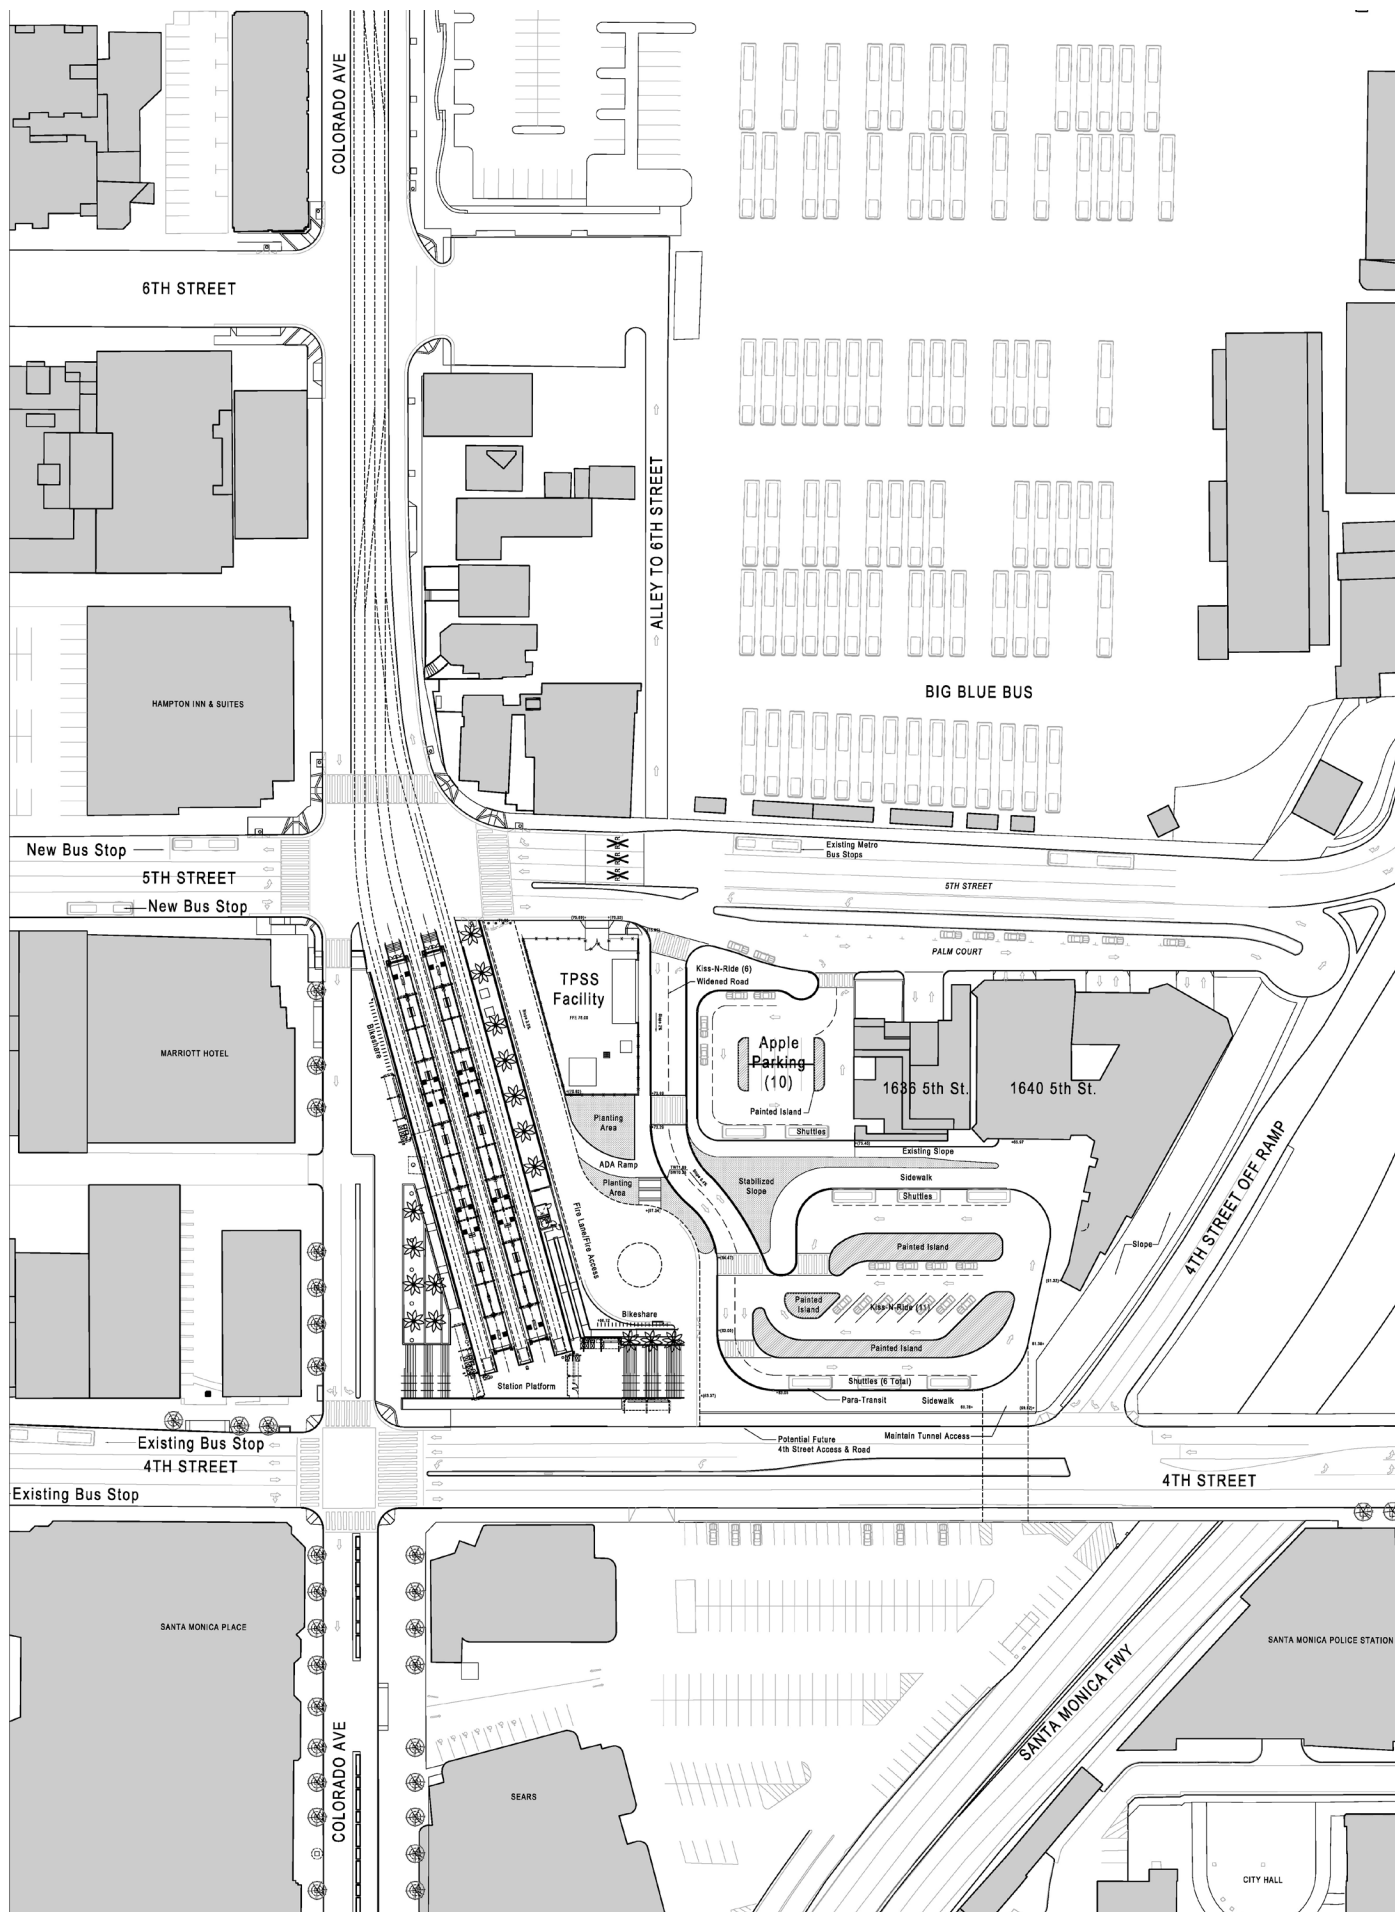 COLORADO AVE
6TH STREET
ALLEY TO 6TH STREET
BIG BLUE BUS
HAMPTON INN & SUITES
New Bus Stop
5TH STREET
New Bus Stop
Existing Metro
Bus Stops
5TH STREET
PALM COURT
TPSS
Facility
Kiss-N-Ride (6)
Widened Road
Bikeshare
MARRIOTT HOTEL
Apple
Parking
(10)
1636 5th St.
1640 5th St.
Painted Island
Shuttles
Planting
Area
ADA Ramp
Planting
Area
Existing Slope
Stabilized
Slope
Sidewalk
Shuttles
4TH STREET OFF RAMP
Slope
Fire Lane/Fire Access
Painted Island
Painted
Island
Kiss-N-Ride (11)
Bikeshare
Painted Island
Station Platform
Shuttles (6 Total)
Para-Transit
Sidewalk
Existing Bus Stop
4TH STREET
Existing Bus Stop
Potential Future
4th Street Access & Road
Maintain Tunnel Access
4TH STREET
SANTA MONICA PLACE
SANTA MONICA POLICE STATION
SANTA MONICA FWY
COLORADO AVE
SEARS
CITY HALL